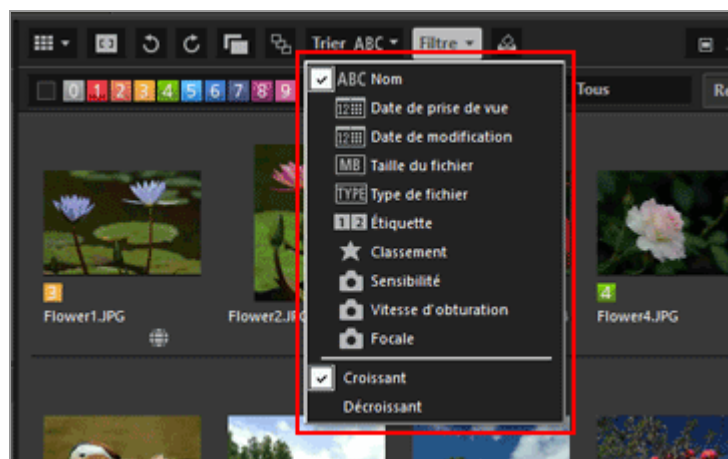 Trier ABC Filtre
0 1 2 3 4 5 6 7 8 9 Tous
ABC Nom
12 Date de prise de vue
12 Date de modification
MB Taille du fichier
TYPE Type de fichier
1 2 Étiquette
Classement
Sensibilité
Vitesse d'obturation
Focale
Croissant
Décroissant
3
4
Flower1.JPG
Flower4.JPG